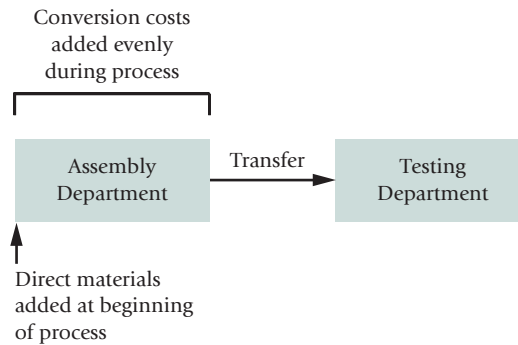 Conversion costs
added evenly
during process
Assembly
Department
Transfer
Testing
Department
Direct materials
added at beginning
of process